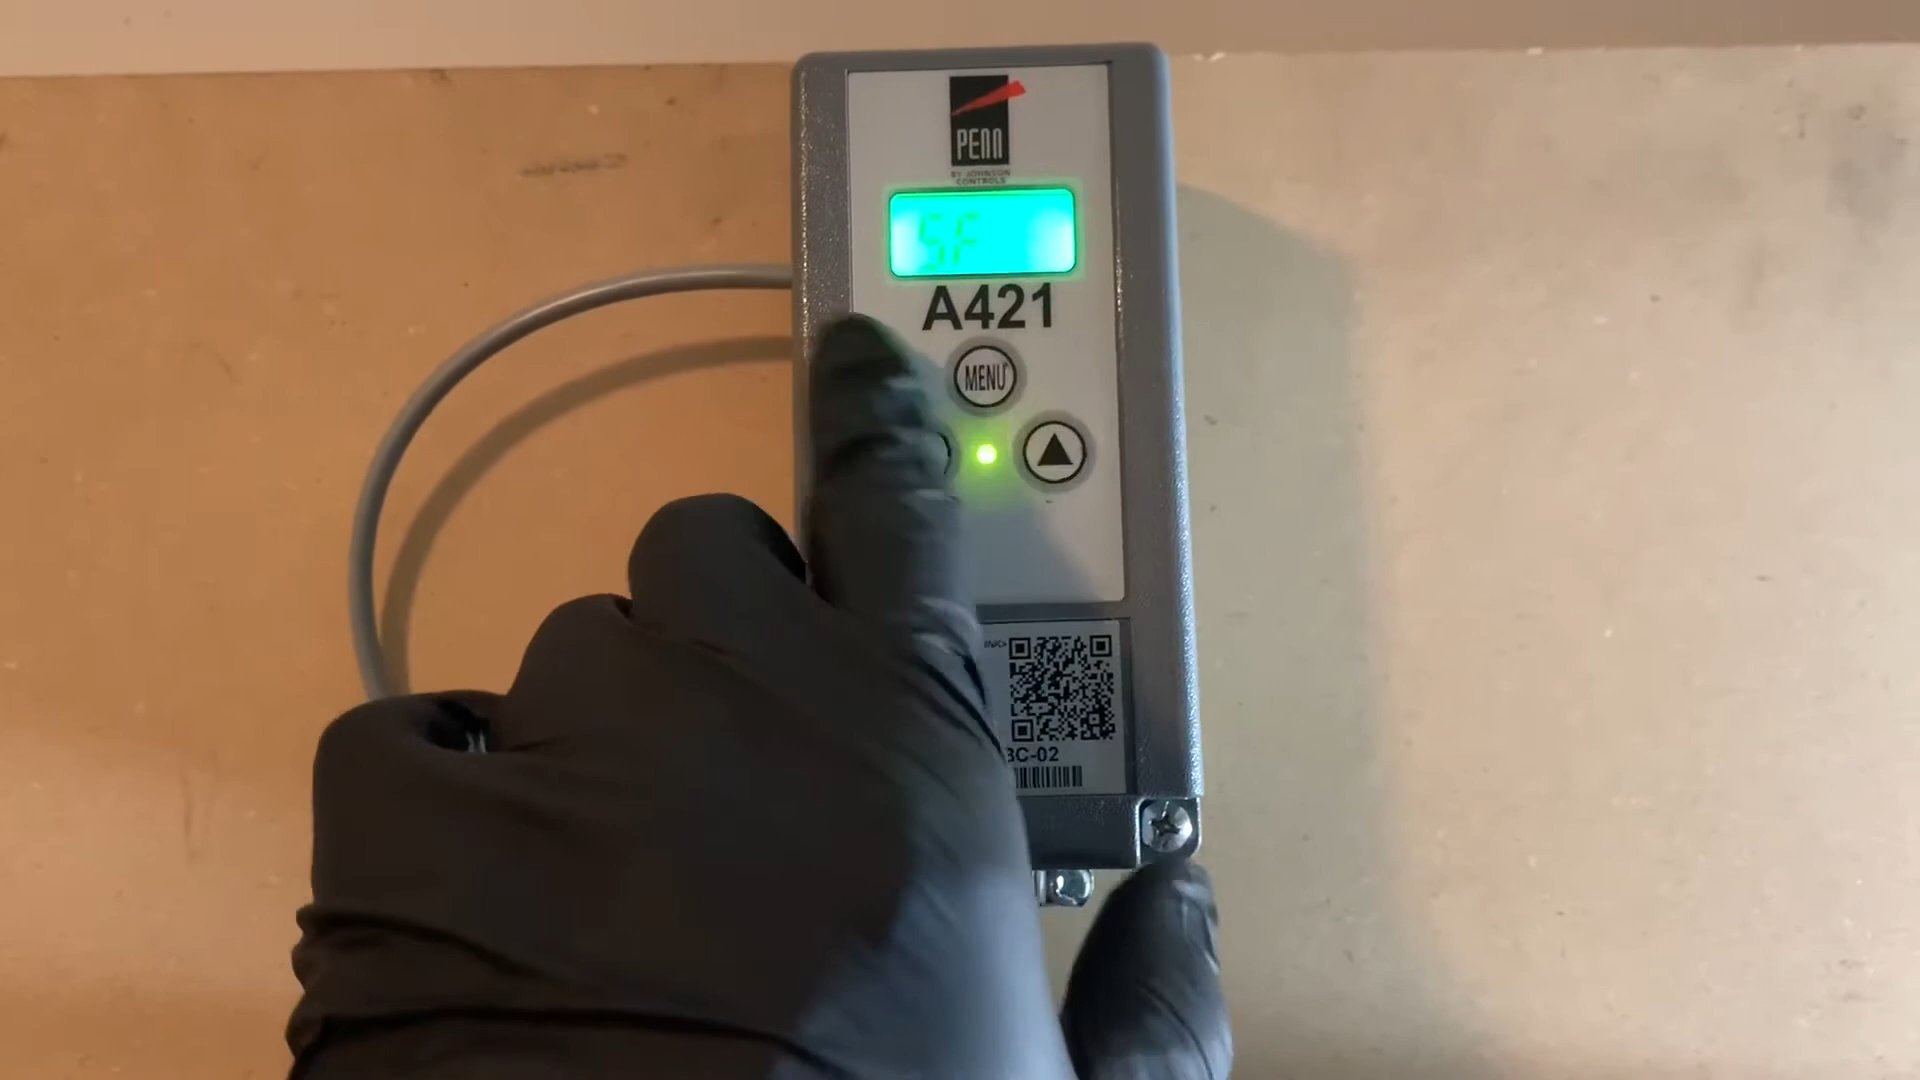 PENN
BY JOHNSON
CONTROLS
SF
A421
MENU
BC-02